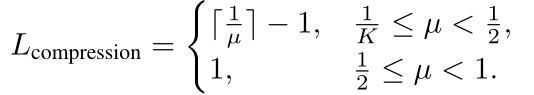 L_compression = { ⌈1/μ⌉ − 1, 1/K ≤ μ < 1/2,
1, 1/2 ≤ μ < 1.